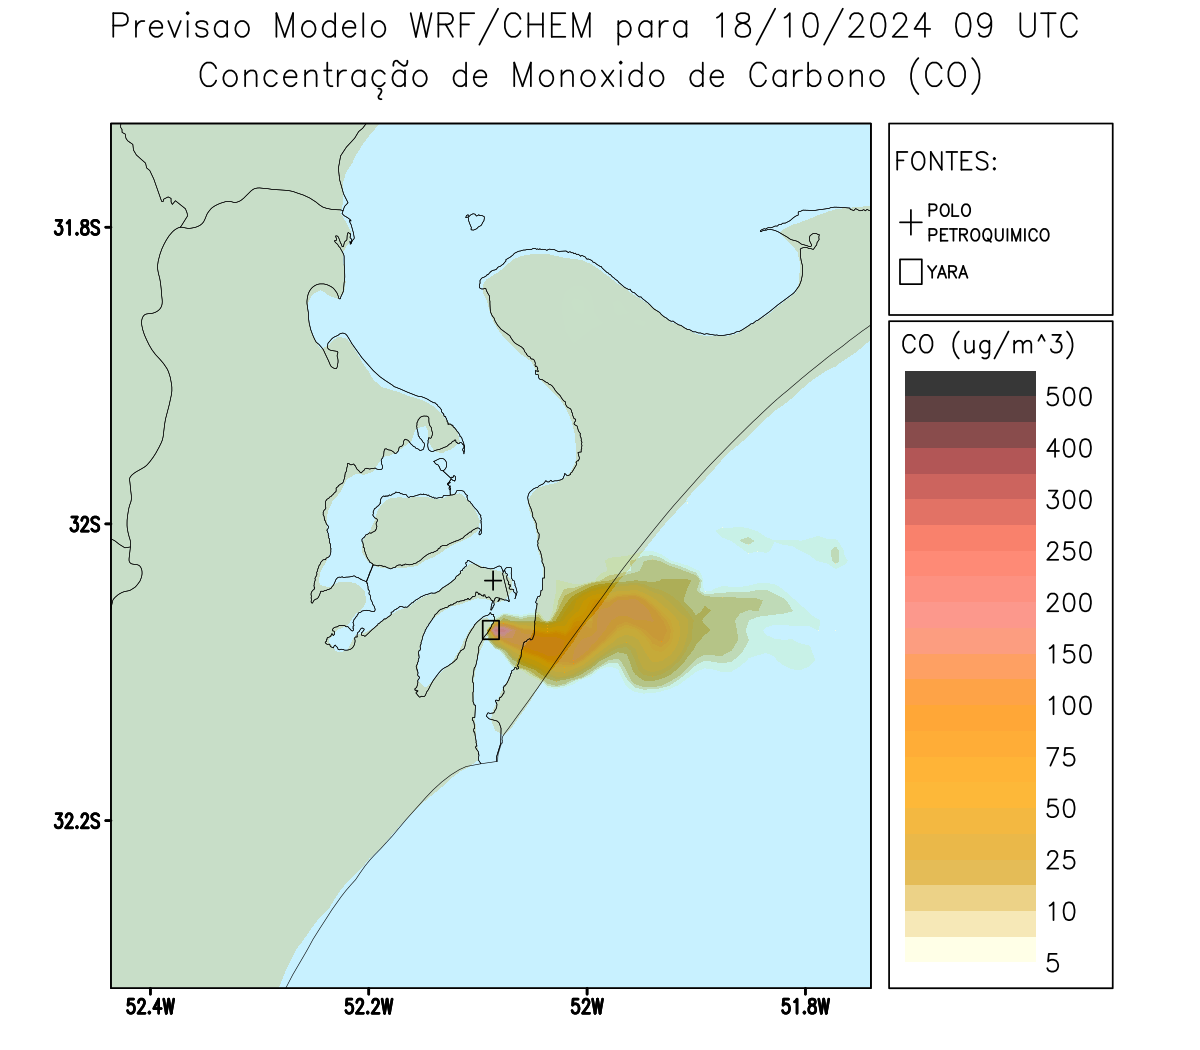 Previsao Modelo WRF/CHEM para 18/10/2024 09 UTC
Concentração de Monoxido de Carbono (CO)
FONTES:
POLO
PETROQUIMICO
YARA
CO (ug/m^3)
500
400
300
250
200
150
100
75
50
25
10
5
31.8S
32S
32.2S
52.4W
52.2W
52W
51.8W